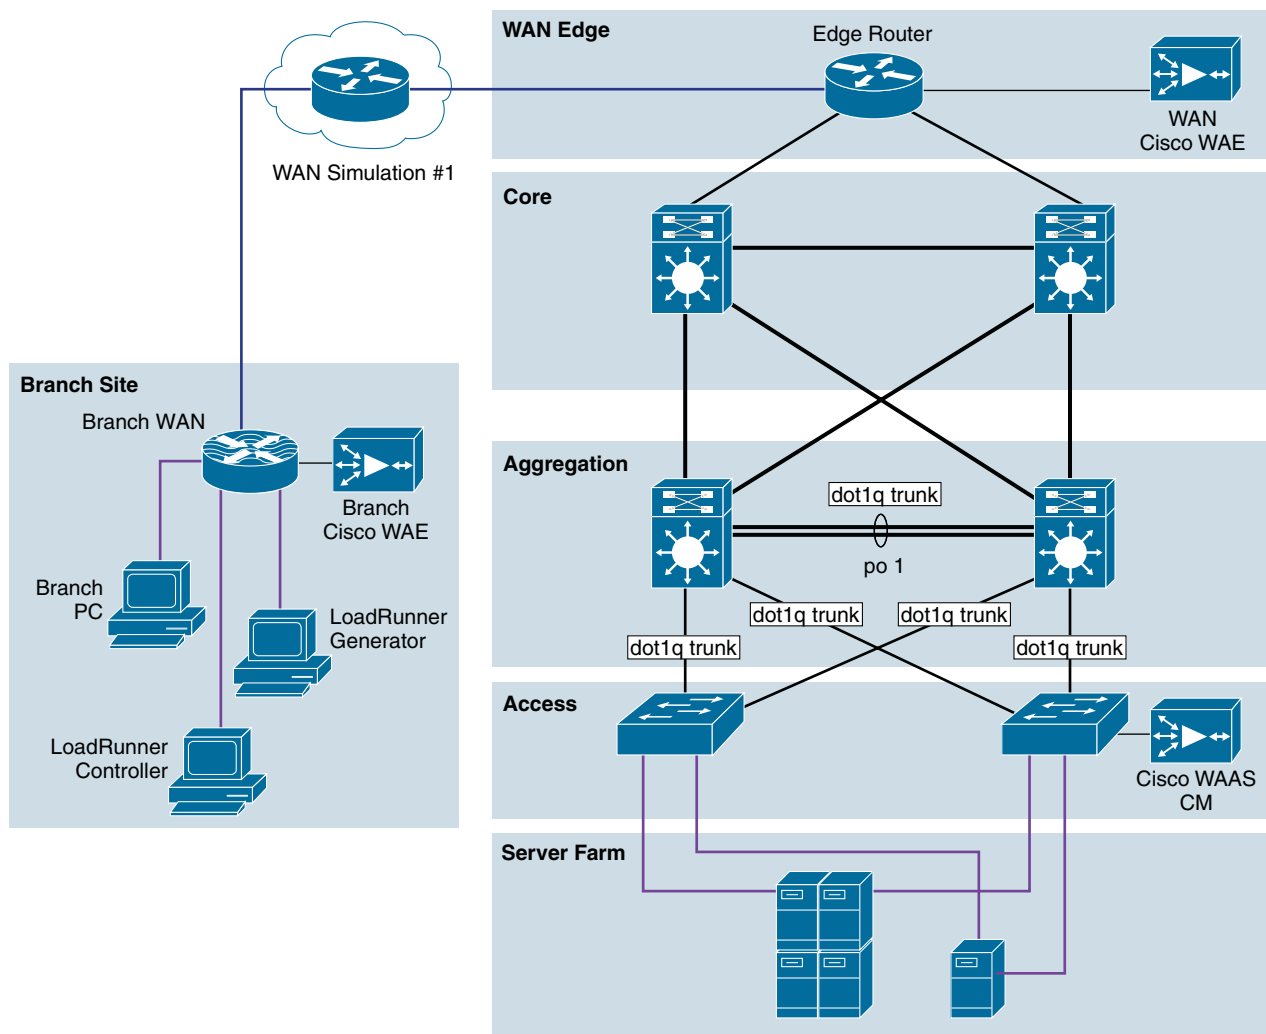 WAN Edge
Edge Router
WAN
Cisco WAE
WAN Simulation #1
Core
Branch Site
Branch WAN
Branch
Cisco WAE
Branch
PC
LoadRunner
Generator
LoadRunner
Controller
Aggregation
dot1q trunk
po 1
dot1q trunk
dot1q trunk
dot1q trunk
dot1q trunk
Access
Cisco WAAS
CM
Server Farm